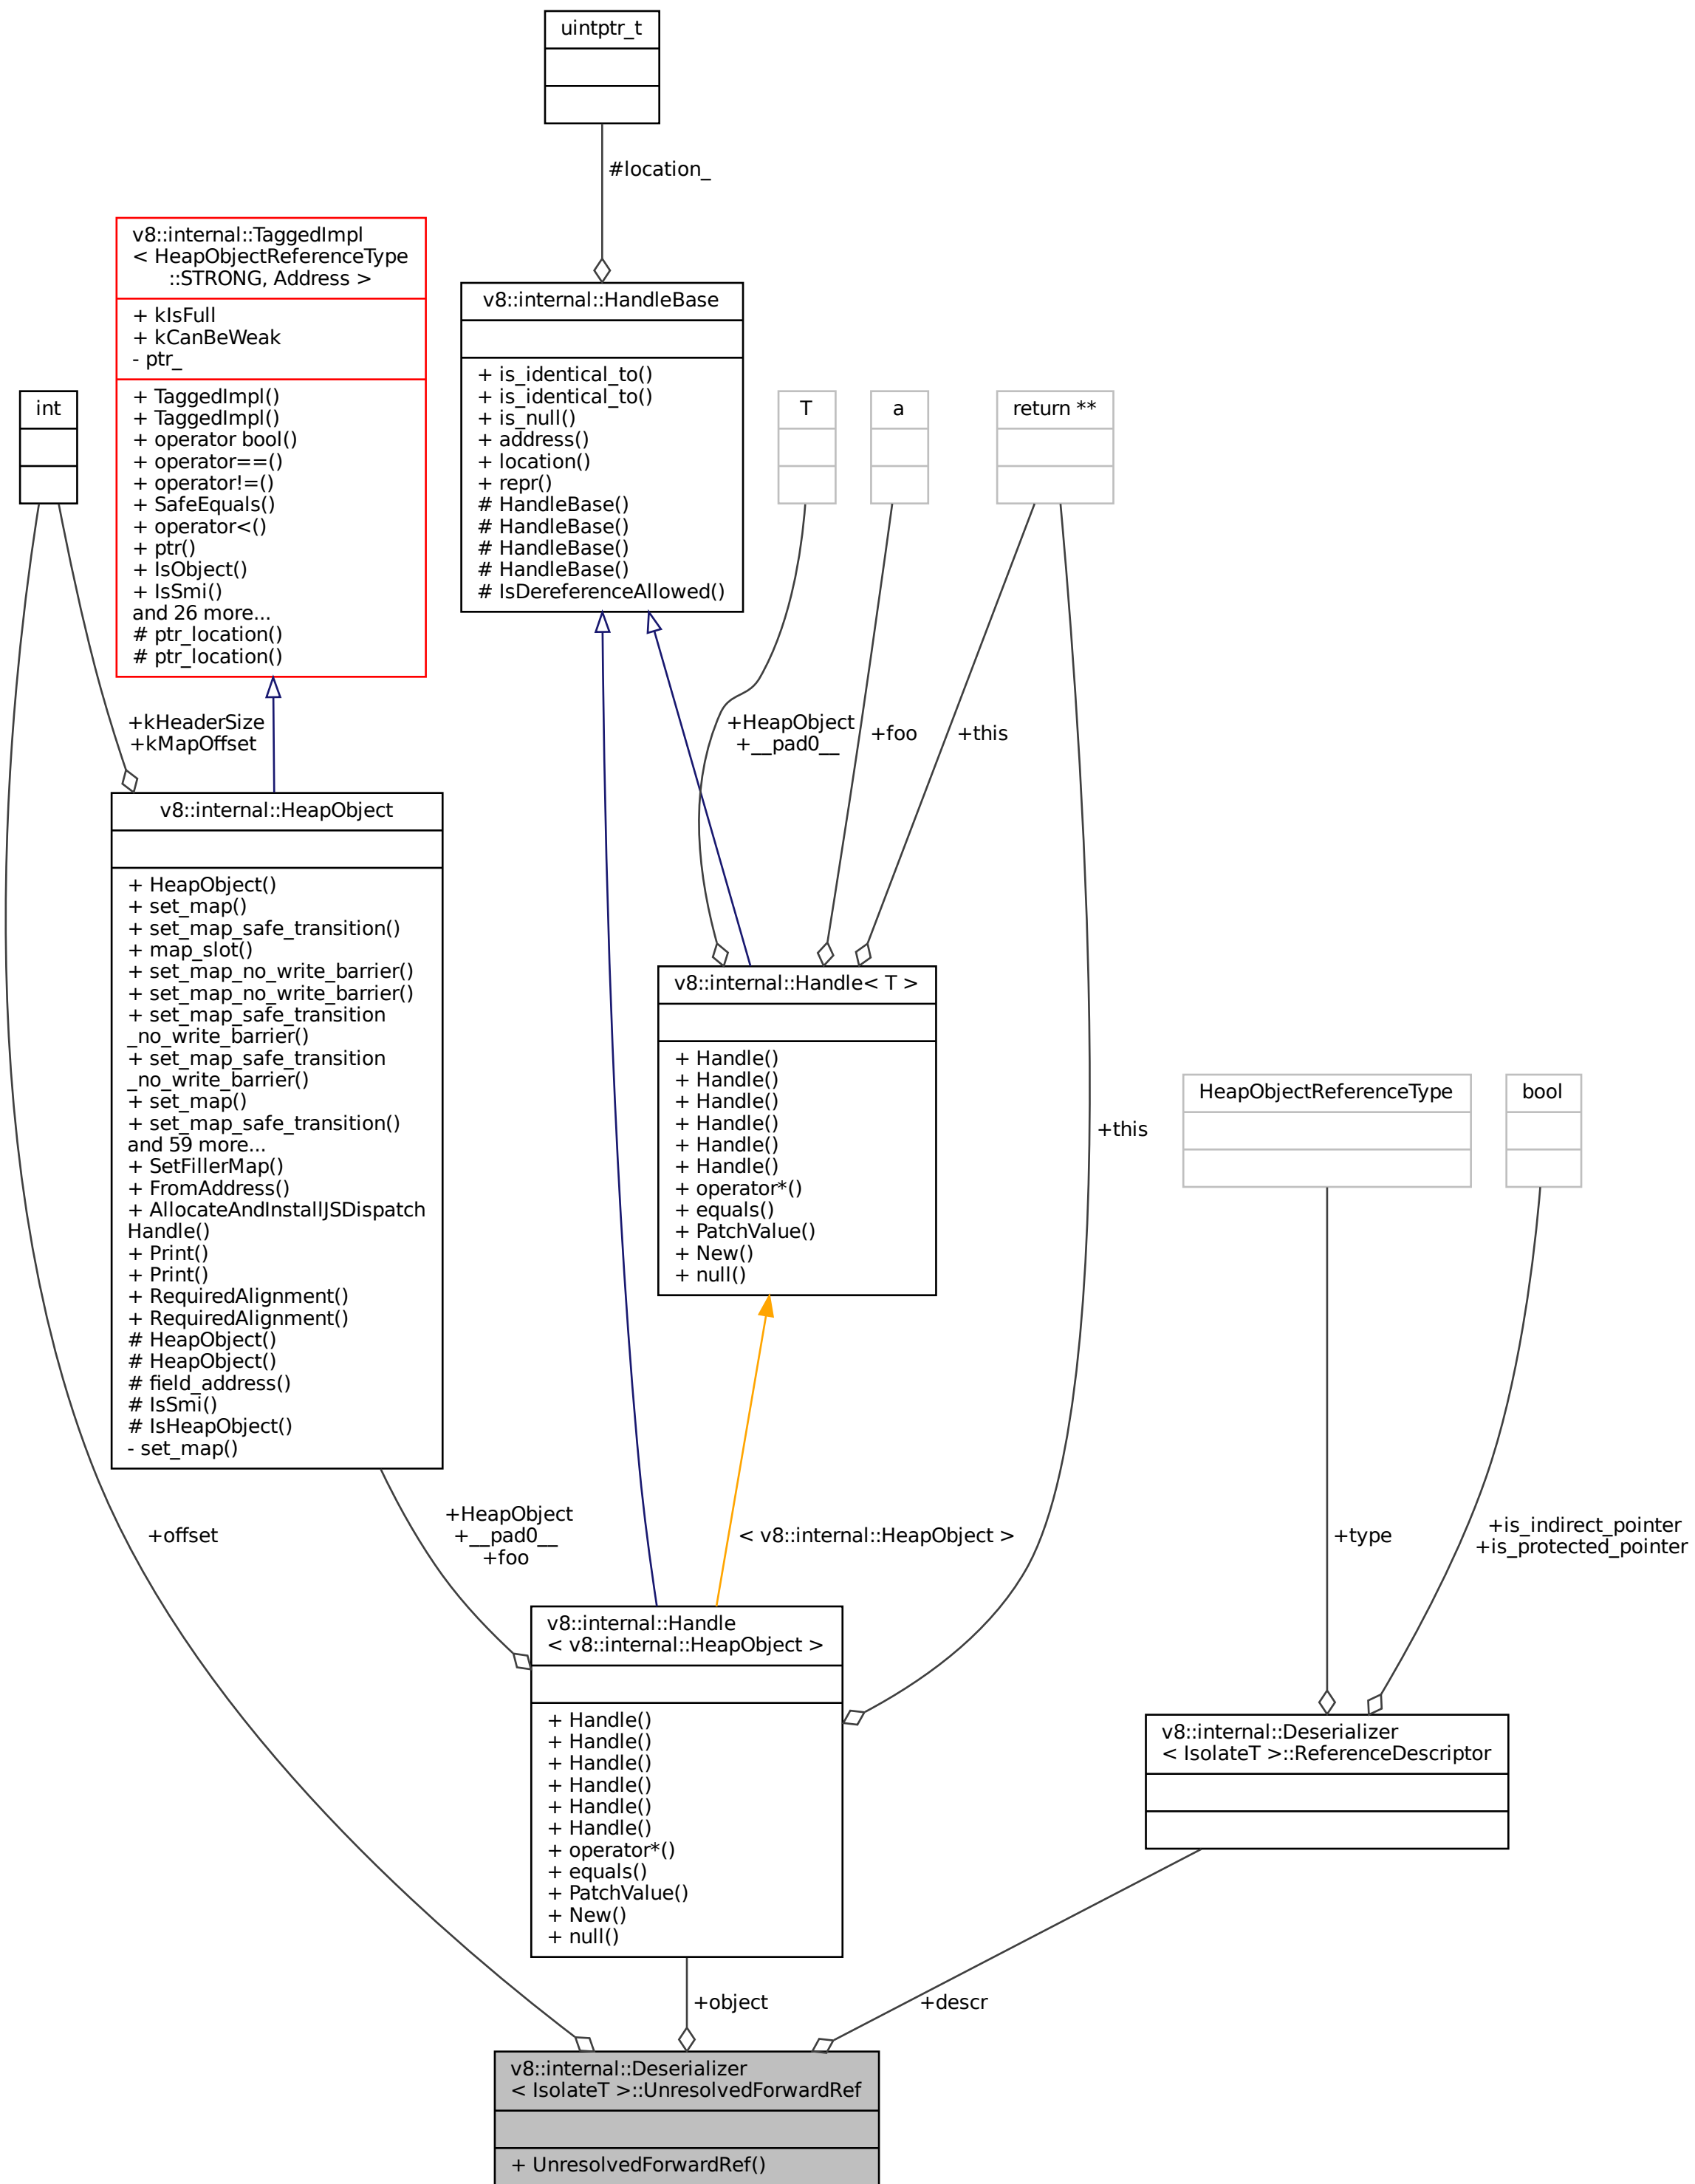 uintptr_t
#location_
v8::internal::TaggedImpl
< HeapObjectReferenceType
::STRONG, Address >
+ kIsFull
+ kCanBeWeak
- ptr_
+ TaggedImpl()
+ TaggedImpl()
+ operator bool()
+ operator==()
+ operator!=()
+ SafeEquals()
+ operator<()
+ ptr()
+ IsObject()
+ IsSmi()
and 26 more...
# ptr_location()
# ptr_location()
v8::internal::HandleBase
+ is_identical_to()
+ is_identical_to()
+ is_null()
+ address()
+ location()
+ repr()
# HandleBase()
# HandleBase()
# HandleBase()
# HandleBase()
# IsDereferenceAllowed()
int
T
a
return **
+kHeaderSize
+kMapOffset
+HeapObject
+__pad0__
+foo
+this
v8::internal::HeapObject
+ HeapObject()
+ set_map()
+ set_map_safe_transition()
+ map_slot()
+ set_map_no_write_barrier()
+ set_map_no_write_barrier()
+ set_map_safe_transition
_no_write_barrier()
+ set_map_safe_transition
_no_write_barrier()
+ set_map()
+ set_map_safe_transition()
and 59 more...
+ SetFillerMap()
+ FromAddress()
+ AllocateAndInstallJSDispatch
Handle()
+ Print()
+ Print()
+ RequiredAlignment()
+ RequiredAlignment()
# HeapObject()
# HeapObject()
# field_address()
# IsSmi()
# IsHeapObject()
- set_map()
v8::internal::Handle< T >
+ Handle()
+ Handle()
+ Handle()
+ Handle()
+ Handle()
+ Handle()
+ operator*()
+ equals()
+ PatchValue()
+ New()
+ null()
+this
HeapObjectReferenceType
bool
+offset
+HeapObject
+__pad0__
+foo
< v8::internal::HeapObject >
+type
+is_indirect_pointer
+is_protected_pointer
v8::internal::Handle
< v8::internal::HeapObject >
+ Handle()
+ Handle()
+ Handle()
+ Handle()
+ Handle()
+ Handle()
+ operator*()
+ equals()
+ PatchValue()
+ New()
+ null()
v8::internal::Deserializer
< IsolateT >::ReferenceDescriptor
+object
+descr
v8::internal::Deserializer
< IsolateT >::UnresolvedForwardRef
+ UnresolvedForwardRef()